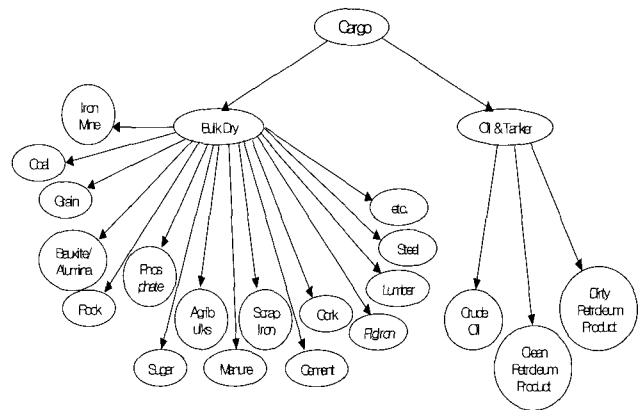 Cargo
Iron
Mine
Bulk Dry
Oil & Tanker
Coal
Grain
etc.
Steel
Bauxite/
Alumina
Phos
phate
Lumber
Rock
Agrib
ulks
Scrap
Iron
Cork
PigIron
Crude
Oil
Dirty
Petroleum
Product
Sugar
Manure
Cement
Clean
Petroleum
Product